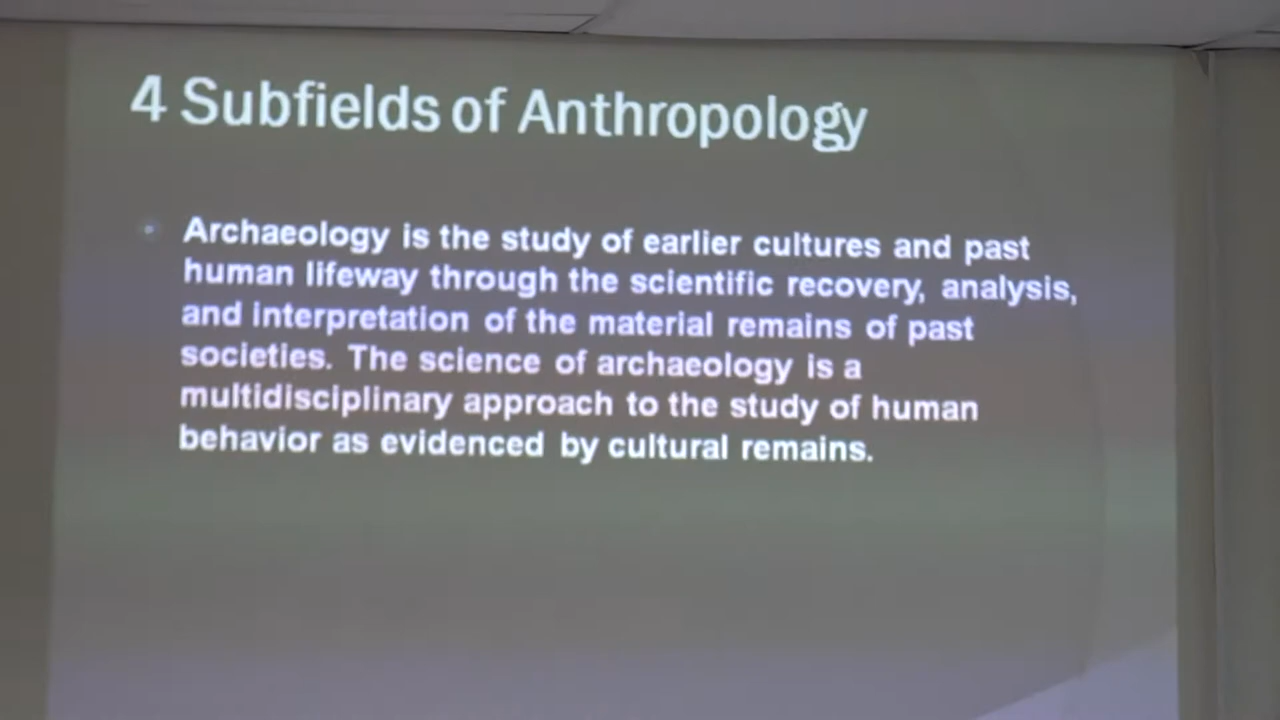 4 Subfields of Anthropology
Archaeology is the study of earlier cultures and past
human lifeway through the scientific recovery, analysis,
and interpretation of the material remains of past
societies. The science of archaeology is a
multidisciplinary approach to the study of human
behavior as evidenced by cultural remains.